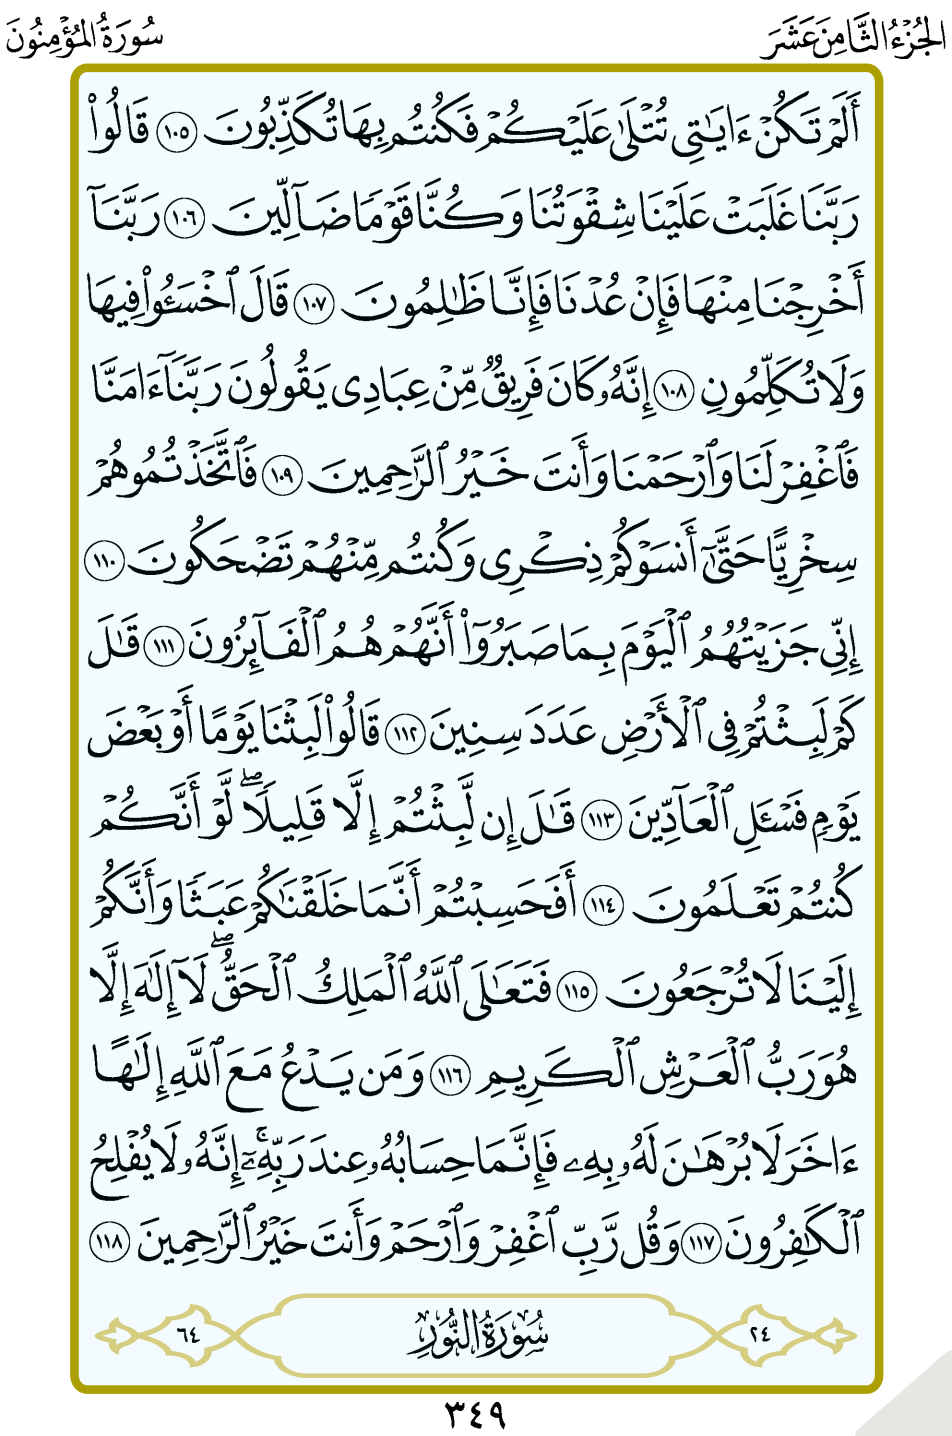 الجُزْءُ الثَّامِنَ عَشَرَ
سُورَةُ المُؤْمِنُونَ
أَلَمْ تَكُنْ ءَايَٰتِى تُتْلَىٰ عَلَيْكُمْ فَكُنتُم بِهَا تُكَذِّبُونَ ١٠٥ قَالُوا۟
رَبَّنَا غَلَبَتْ عَلَيْنَا شِقْوَتُنَا وَكُنَّا قَوْمًا ضَآلِّينَ ١٠٦ رَبَّنَآ
أَخْرِجْنَا مِنْهَا فَإِنْ عُدْنَا فَإِنَّا ظَٰلِمُونَ ١٠٧ قَالَ ٱخْسَـُٔوا۟ فِيهَا
وَلَا تُكَلِّمُونِ ١٠٨ إِنَّهُۥ كَانَ فَرِيقٌ مِّنْ عِبَادِى يَقُولُونَ رَبَّنَآ ءَامَنَّا
فَٱغْفِرْ لَنَا وَٱرْحَمْنَا وَأَنتَ خَيْرُ ٱلرَّٰحِمِينَ ١٠٩ فَٱتَّخَذْتُمُوهُمْ
سِخْرِيًّا حَتَّىٰٓ أَنسَوْكُمْ ذِكْرِى وَكُنتُم مِّنْهُمْ تَضْحَكُونَ ١١٠
إِنِّى جَزَيْتُهُمُ ٱلْيَوْمَ بِمَا صَبَرُوٓا۟ أَنَّهُمْ هُمُ ٱلْفَآئِزُونَ ١١١ قَٰلَ
كَمْ لَبِثْتُمْ فِى ٱلْأَرْضِ عَدَدَ سِنِينَ ١١٢ قَالُوا۟ لَبِثْنَا يَوْمًا أَوْ بَعْضَ
يَوْمٍ فَسْـَٔلِ ٱلْعَآدِّينَ ١١٣ قَٰلَ إِن لَّبِثْتُمْ إِلَّا قَلِيلًاۖ لَّوْ أَنَّكُمْ
كُنتُمْ تَعْلَمُونَ ١١٤ أَفَحَسِبْتُمْ أَنَّمَا خَلَقْنَٰكُمْ عَبَثًا وَأَنَّكُمْ
إِلَيْنَا لَا تُرْجَعُونَ ١١٥ فَتَعَٰلَى ٱللَّهُ ٱلْمَلِكُ ٱلْحَقُّۖ لَآ إِلَٰهَ إِلَّا
هُوَ رَبُّ ٱلْعَرْشِ ٱلْكَرِيمِ ١١٦ وَمَن يَدْعُ مَعَ ٱللَّهِ إِلَٰهًا
ءَاخَرَ لَا بُرْهَٰنَ لَهُۥ بِهِۦ فَإِنَّمَا حِسَابُهُۥ عِندَ رَبِّهِۦٓۚ إِنَّهُۥ لَا يُفْلِحُ
ٱلْكَٰفِرُونَ ١١٧ وَقُل رَّبِّ ٱغْفِرْ وَٱرْحَمْ وَأَنتَ خَيْرُ ٱلرَّٰحِمِينَ ١١٨
٢٤ سُورَةُ النُّورِ ٦٤
٣٤٩